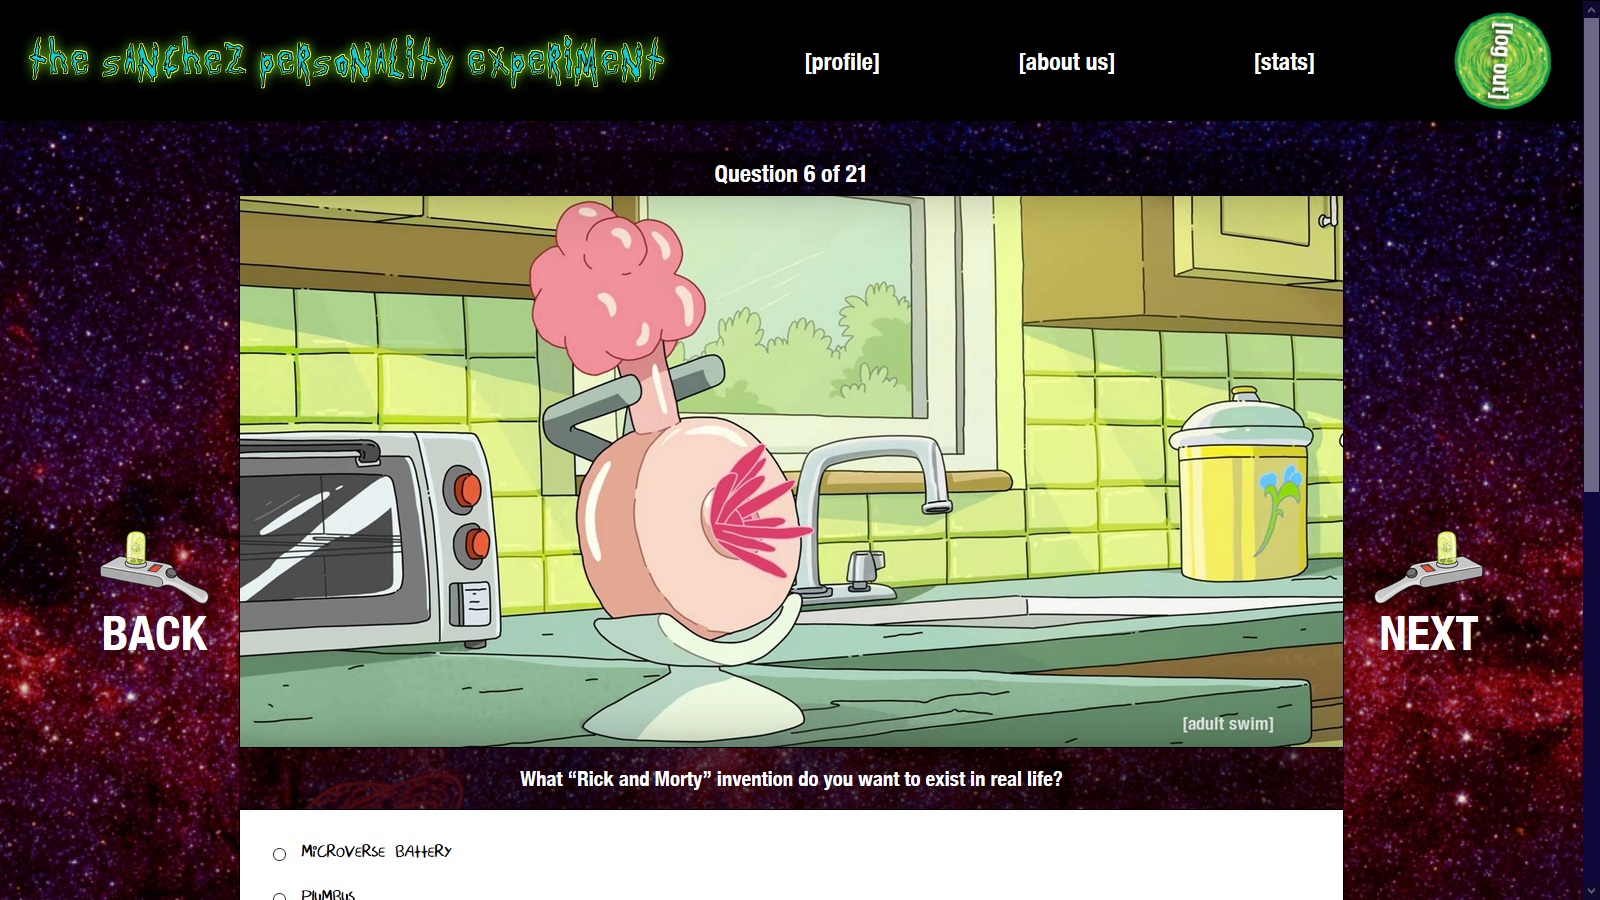 the sANcheZ peRsoNALity expeRiMeNt
[profile]
[about us]
[stats]
[log out]
Question 6 of 21
[adult swim]
BACK
NEXT
What “Rick and Morty” invention do you want to exist in real life?
MiCROVERSE BAttERY
PluMBus